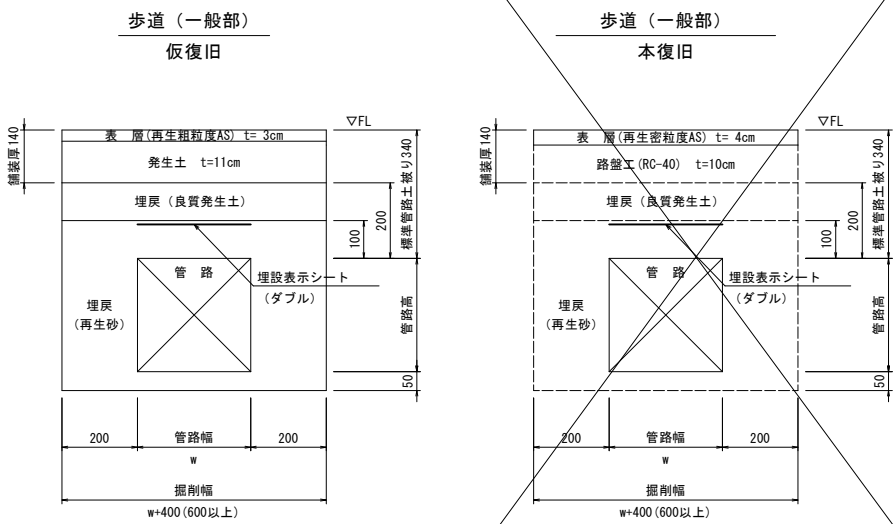 歩道（一般部）
仮復旧
▽FL
舗装厚140
表　層(再生粗粒度AS) t= 3cm
発生土　t=11cm
埋戻（良質発生土）
標準管路土被り340
200
100
管　路
埋設表示シート
（ダブル）
埋戻
（再生砂）
管路高
50
200
管路幅
200
w
掘削幅
w+400(600以上)
歩道（一般部）
本復旧
▽FL
舗装厚140
表　層(再生密粒度AS) t= 4cm
路盤工(RC-40)　t=10cm
埋戻（良質発生土）
標準管路土被り340
200
100
管　路
埋設表示シート
（ダブル）
埋戻
（再生砂）
管路高
50
200
管路幅
200
w
掘削幅
w+400(600以上)